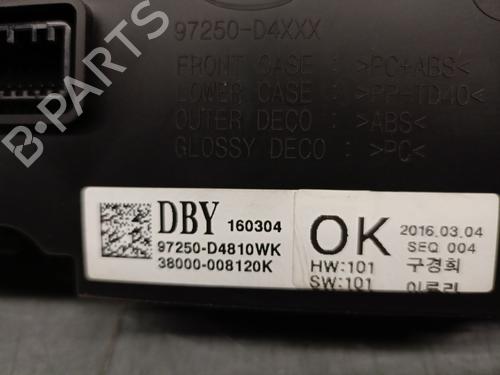 97250-D4XXX
FRONT CASE : >PC+ABS<
LOWER CASE : >PP-TD40<
OUTER DECO : >ABS<
GLOSSY DECO : >PC<
B-PARTS
DBY 160304
97250-D4810WK
38000-008120K
OK
HW:101
SW:101
2016.03.04
SEQ 004
구경희